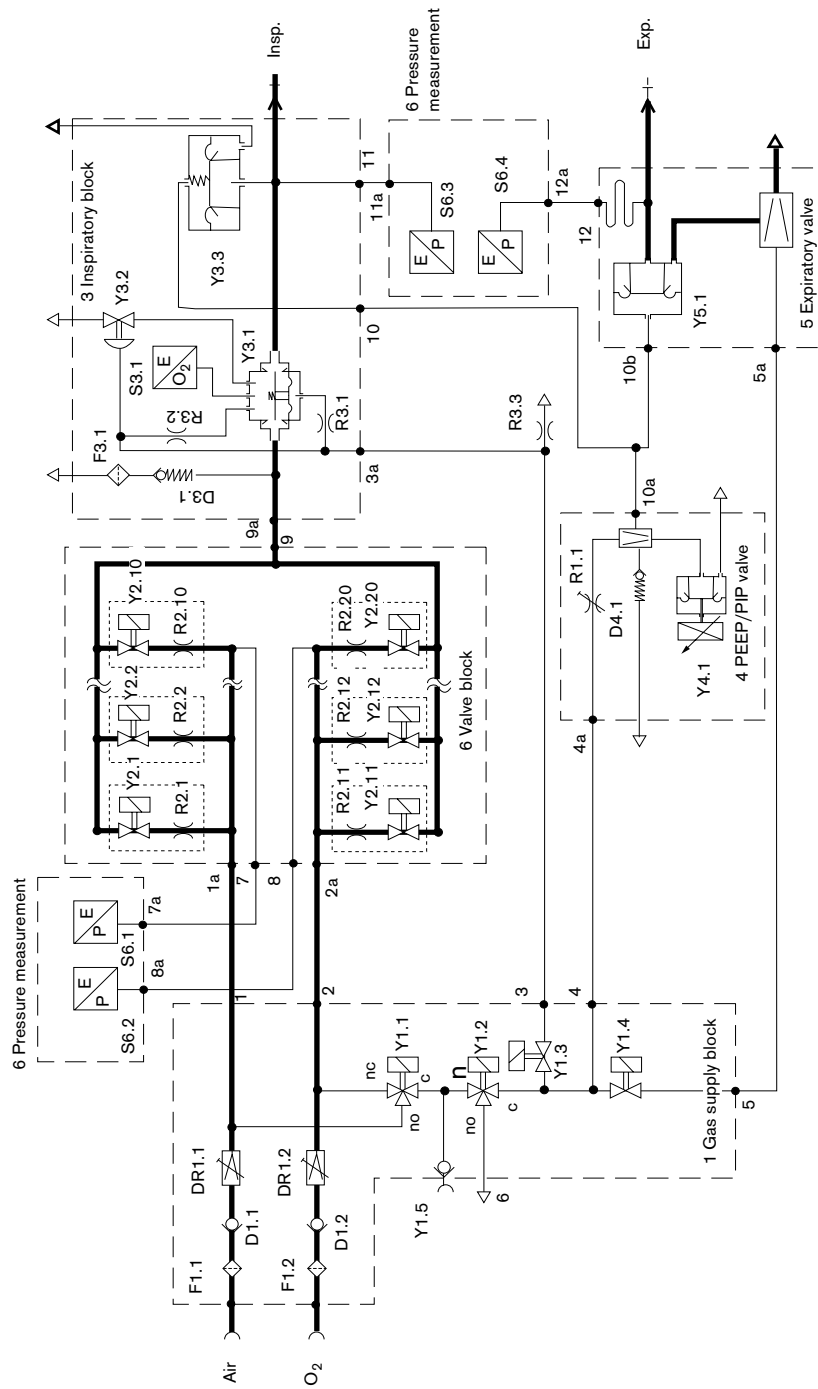 Air
O2
F1.1
D1.1
DR1.1
F1.2
D1.2
DR1.2
Y1.5
6
no
nc
c
Y1.1
n
no
c
Y1.2
Y1.3
Y1.4
1 Gas supply block
1
2
3
4
5
6 Pressure measurement
S6.2
S6.1
8a
7a
1a
7
8
2a
Y2.1
R2.1
Y2.2
R2.2
Y2.10
R2.10
R2.11
Y2.11
R2.12
Y2.12
R2.20
Y2.20
6 Valve block
9
9a
3 Inspiratory block
F3.1
D3.1
R3.2
S3.1
Y3.2
E
O2
Y3.1
R3.1
Y3.3
3a
10
11
Insp.
6 Pressure
measurement
11a
S6.3
S6.4
12a
E
P
E
P
P
E
P
E
R3.3
4a
R1.1
D4.1
Y4.1
4 PEEP/PIP valve
10a
10b
5a
12
Y5.1
5 Expiratory valve
Exp.